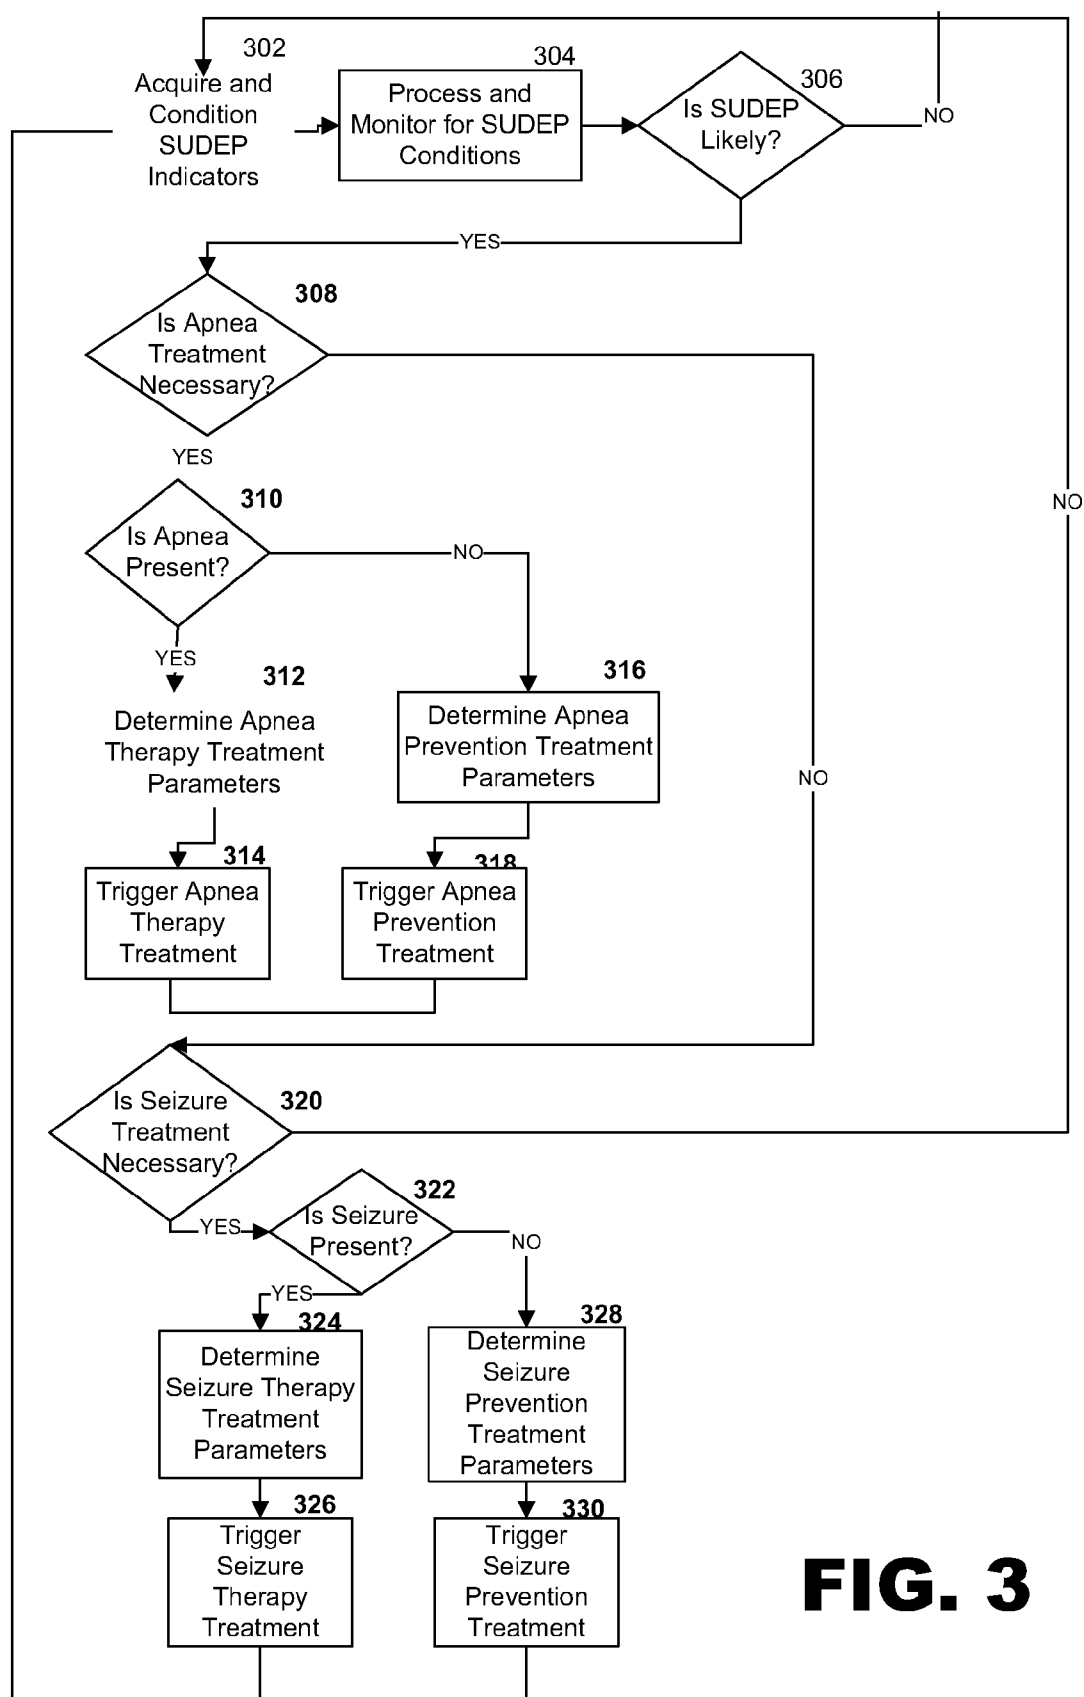 302
Acquire and
Condition
SUDEP
Indicators
304
Process and
Monitor for SUDEP
Conditions
306
Is SUDEP
Likely?
NO
YES
308
Is Apnea
Treatment
Necessary?
YES
NO
310
Is Apnea
Present?
NO
YES
312
Determine Apnea
Therapy Treatment
Parameters
316
Determine Apnea
Prevention Treatment
Parameters
NO
314
Trigger Apnea
Therapy
Treatment
318
Trigger Apnea
Prevention
Treatment
320
Is Seizure
Treatment
Necessary?
YES
322
Is Seizure
Present?
NO
YES
324
Determine
Seizure Therapy
Treatment
Parameters
328
Determine
Seizure
Prevention
Treatment
Parameters
326
Trigger
Seizure
Therapy
Treatment
330
Trigger
Seizure
Prevention
Treatment
FIG. 3